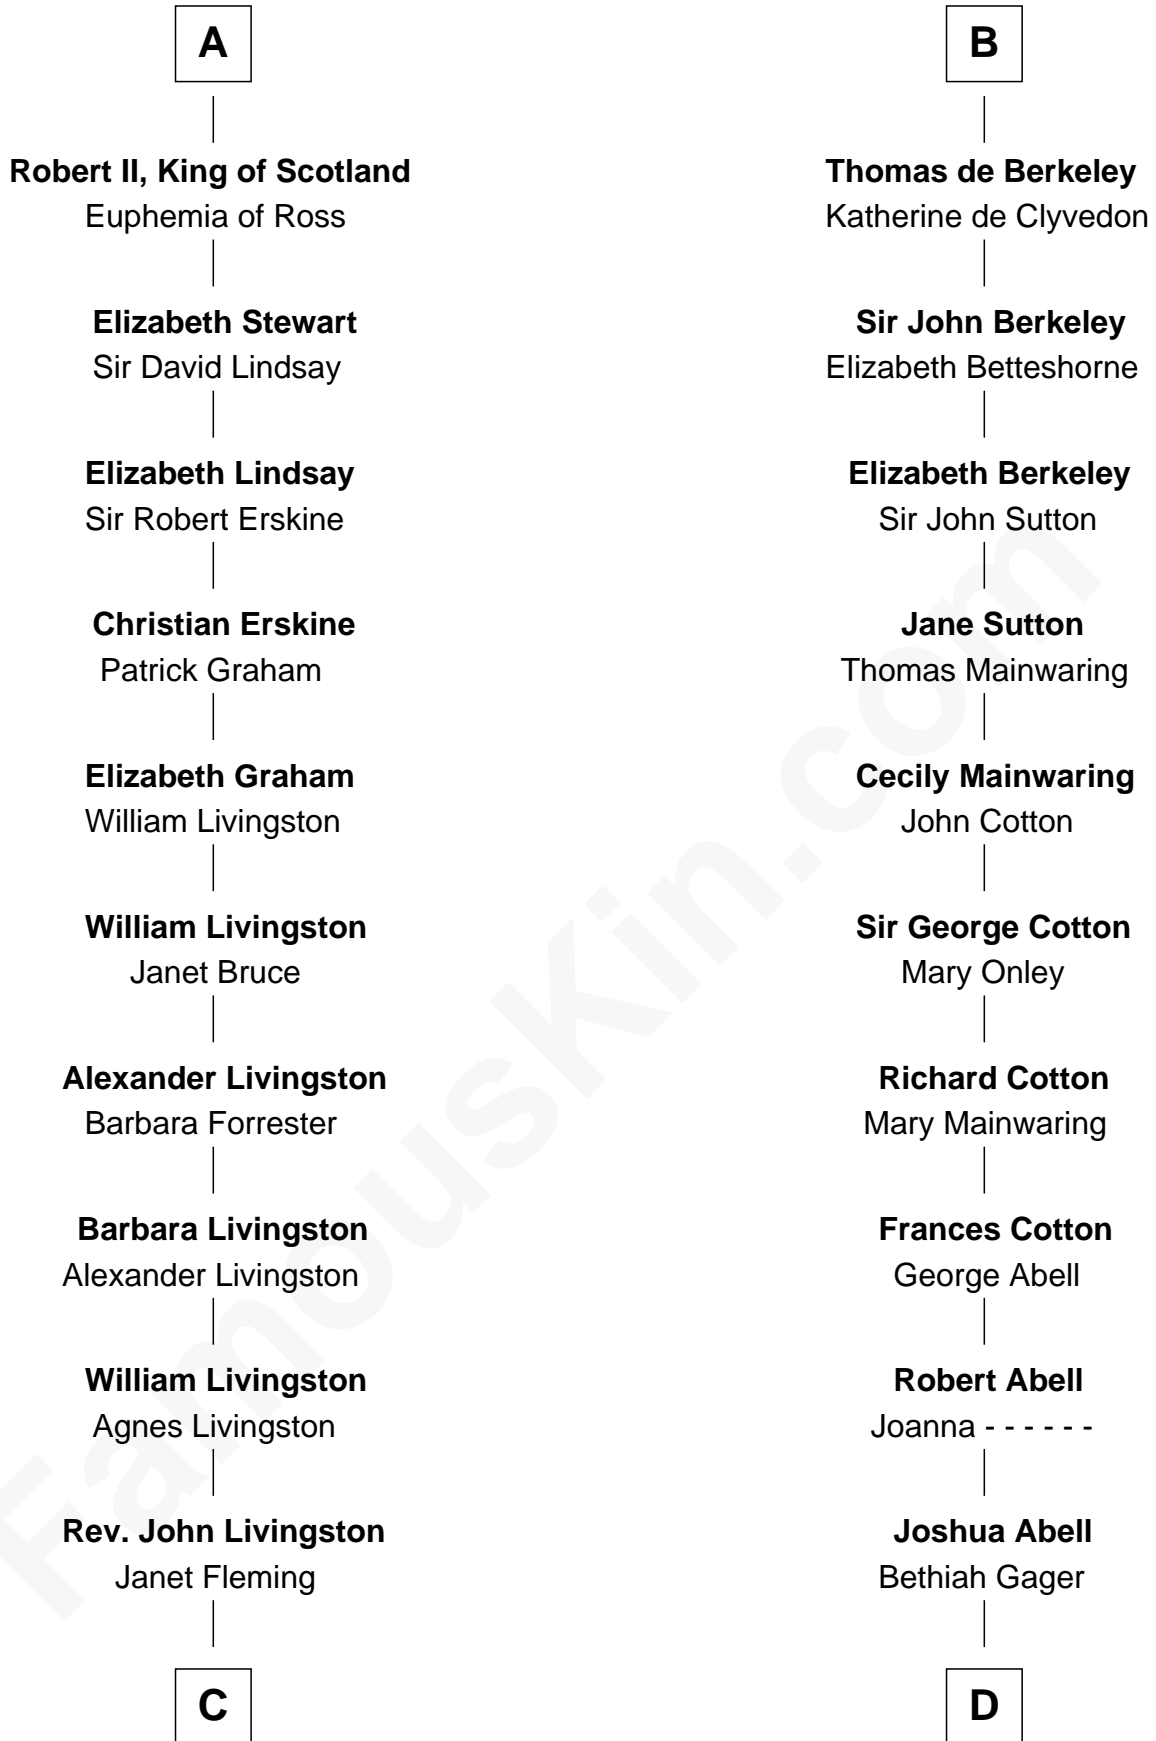 A
Robert II, King of Scotland
Euphemia of Ross
Elizabeth Stewart
Sir David Lindsay
Elizabeth Lindsay
Sir Robert Erskine
Christian Erskine
Patrick Graham
Elizabeth Graham
William Livingston
William Livingston
Janet Bruce
Alexander Livingston
Barbara Forrester
Barbara Livingston
Alexander Livingston
William Livingston
Agnes Livingston
Rev. John Livingston
Janet Fleming
C
B
Thomas de Berkeley
Katherine de Clyvedon
Sir John Berkeley
Elizabeth Betteshorne
Elizabeth Berkeley
Sir John Sutton
Jane Sutton
Thomas Mainwaring
Cecily Mainwaring
John Cotton
Sir George Cotton
Mary Onley
Richard Cotton
Mary Mainwaring
Frances Cotton
George Abell
Robert Abell
Joanna - - - - - -
Joshua Abell
Bethiah Gager
D
FamousKin.com